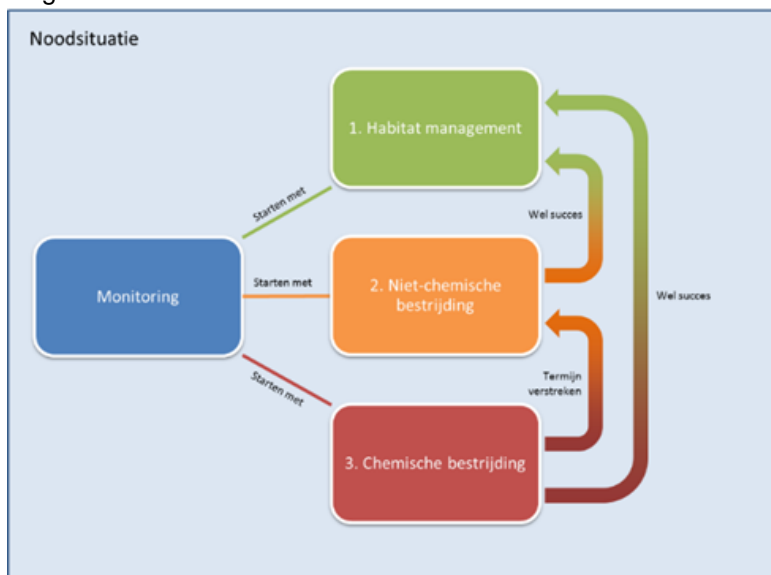 Noodsituatie
1. Habitat management
Starten met
Wel succes
Monitoring
Starten met
2. Niet-chemische
bestrijding
Wel succes
Starten met
Termijn
verstreken
3. Chemische bestrijding